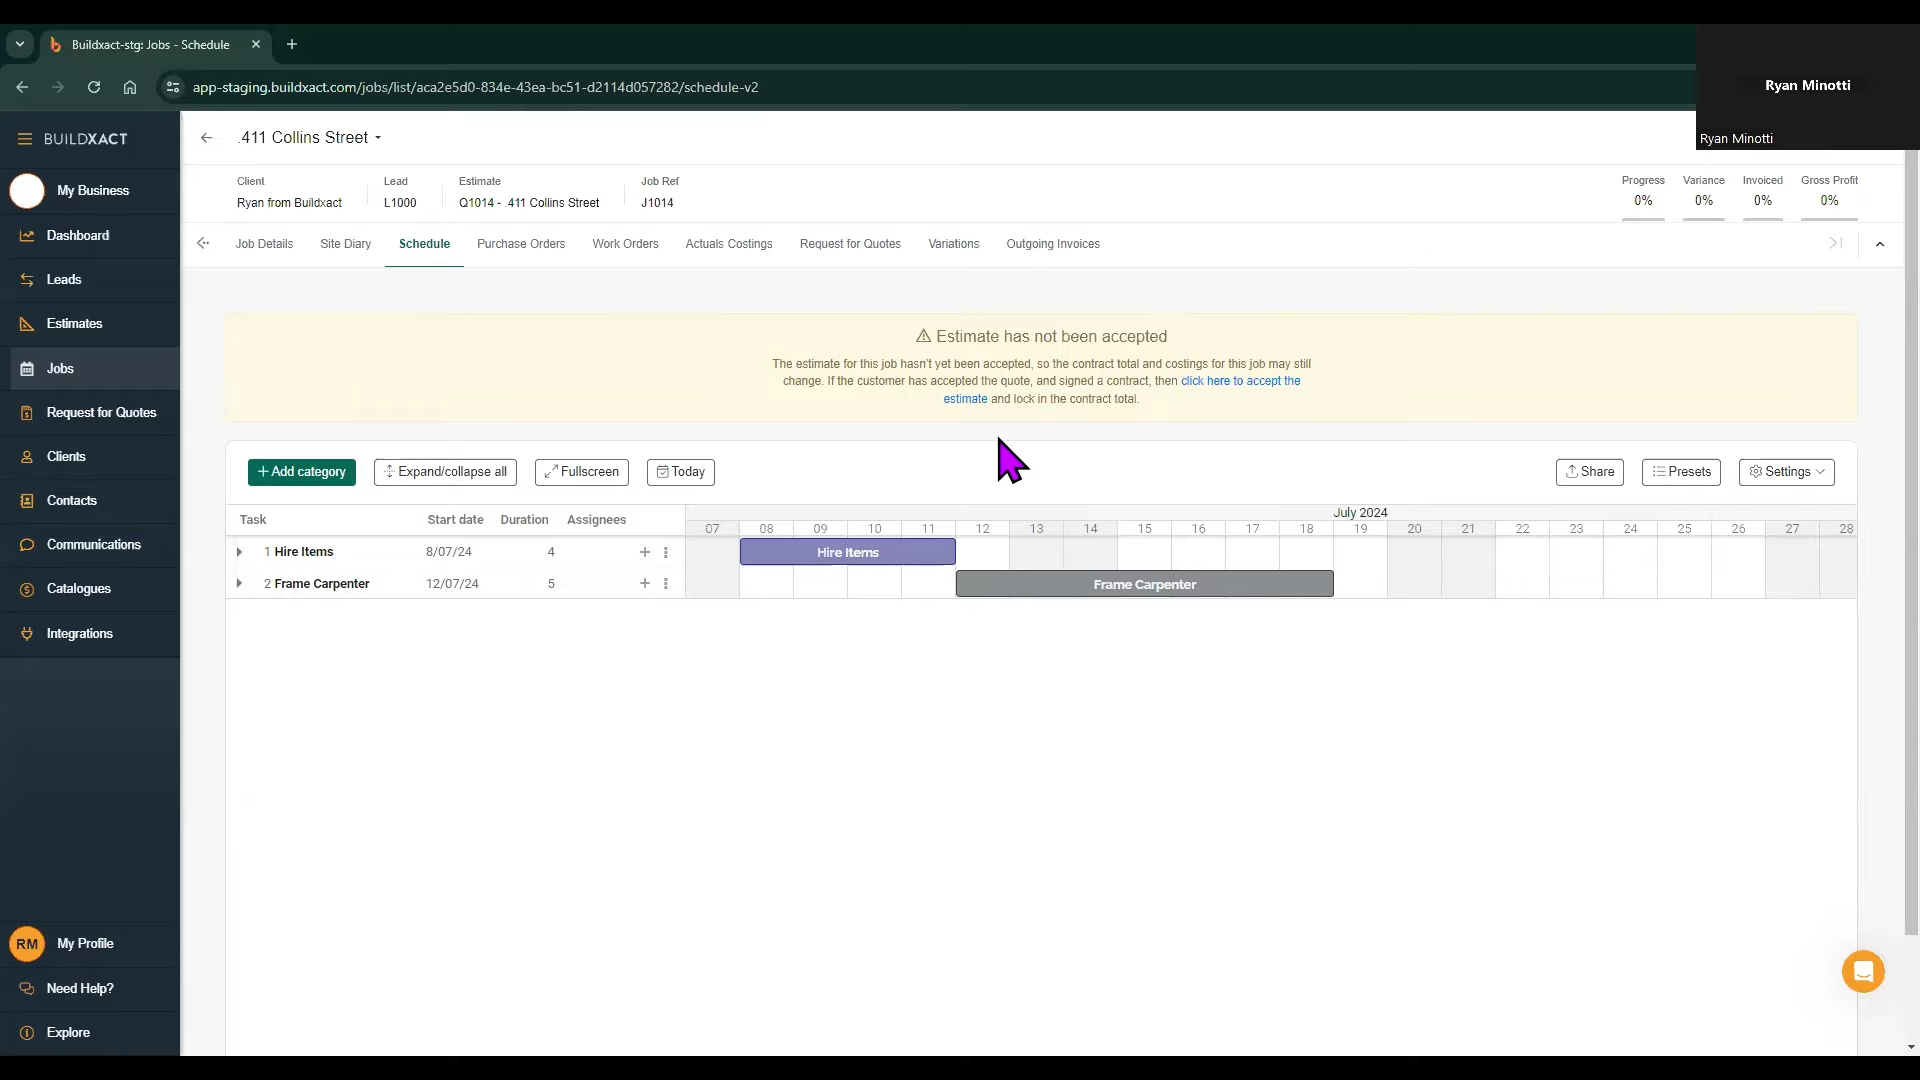 Buildxact-stg: Jobs - Schedule
app-staging.buildxact.com/jobs/list/aca2e5d0-834e-43ea-bc51-d2114d057282/schedule-v2
Ryan Minotti
Ryan Minotti
BUILDXACT
My Business
Dashboard
Leads
Estimates
Jobs
Request for Quotes
Clients
Contacts
Communications
Catalogues
Integrations
RM My Profile
Need Help?
Explore
.411 Collins Street
Client Lead Estimate Job Ref
Ryan from Buildxact L1000 Q1014 - .411 Collins Street J1014
Progress Variance Invoiced Gross Profit
0% 0% 0% 0%
Job Details Site Diary Schedule Purchase Orders Work Orders Actuals Costings Request for Quotes Variations Outgoing Invoices
Estimate has not been accepted
The estimate for this job hasn't yet been accepted, so the contract total and costings for this job may still
change. If the customer has accepted the quote, and signed a contract, then click here to accept the
estimate and lock in the contract total.
+ Add category Expand/collapse all Fullscreen Today Share Presets Settings
Task Start date Duration Assignees
July 2024
07 08 09 10 11 12 13 14 15 16 17 18 19 20 21 22 23 24 25 26 27 28
1 Hire Items 8/07/24 4 + Hire Items
2 Frame Carpenter 12/07/24 5 + Frame Carpenter